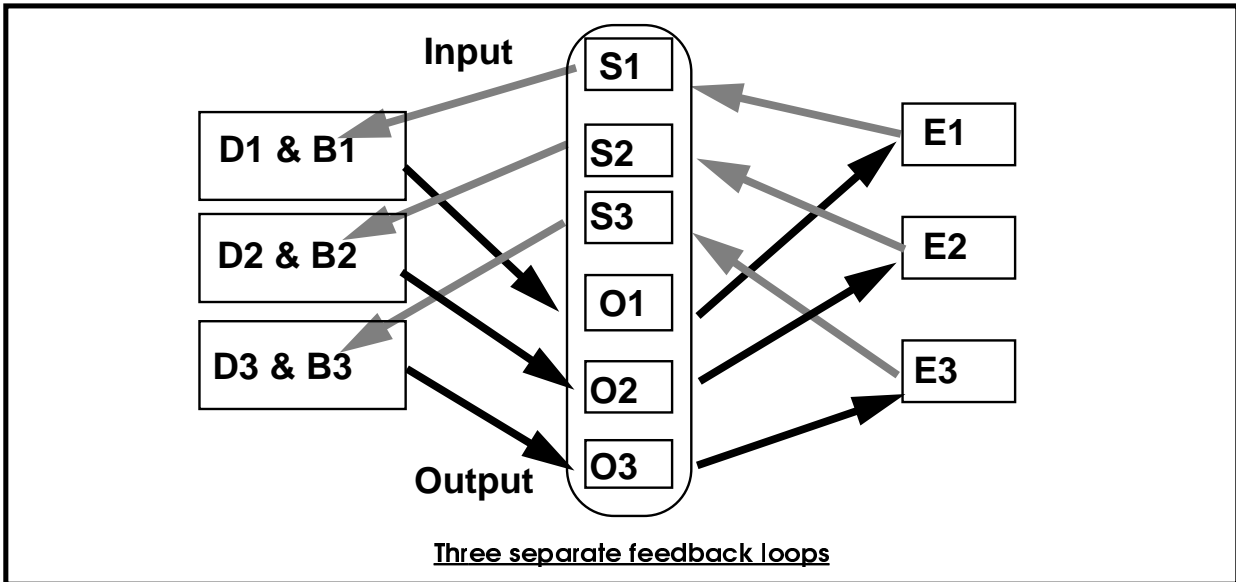 Input
D1 & B1
D2 & B2
D3 & B3
Output
S1
S2
S3
O1
O2
O3
E1
E2
E3
Three separate feedback loops